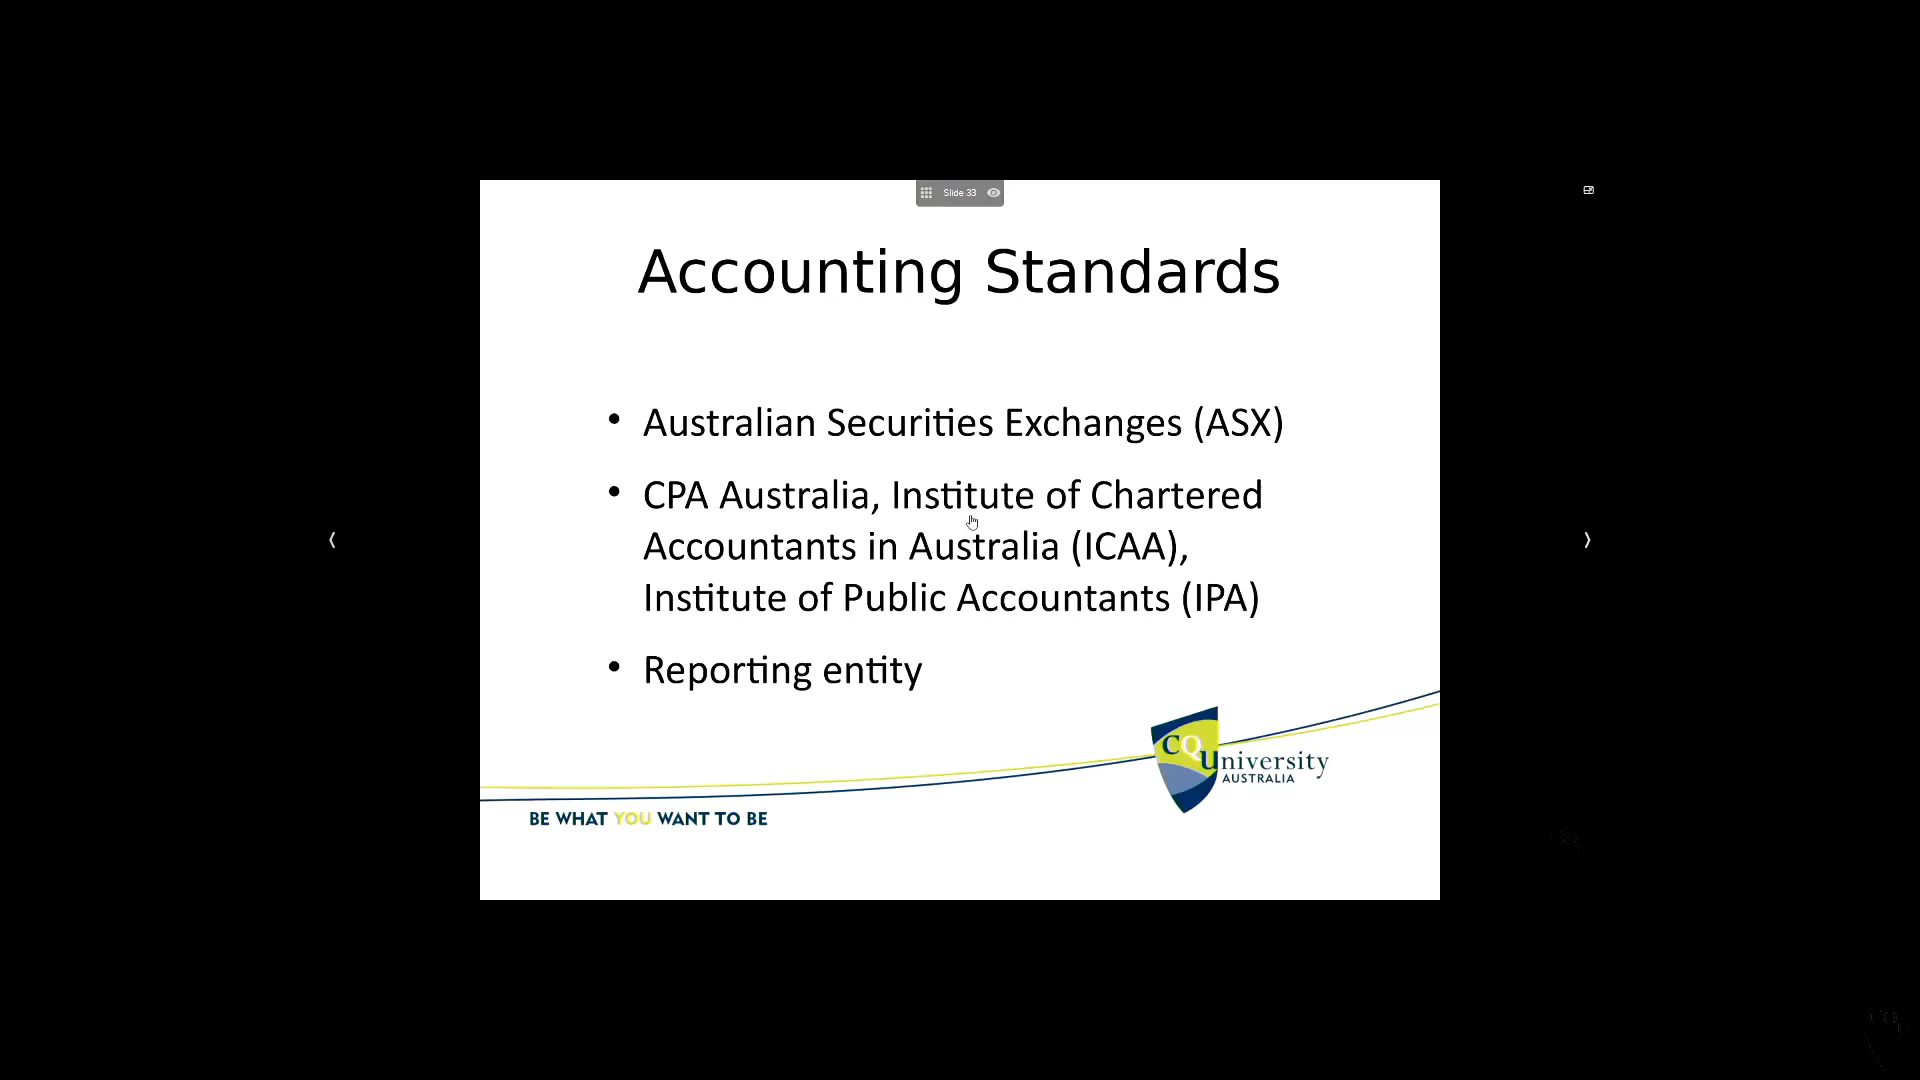 Slide 33
Accounting Standards
• Australian Securities Exchanges (ASX)
• CPA Australia, Institute of Chartered
Accountants in Australia (ICAA),
Institute of Public Accountants (IPA)
• Reporting entity
CQUniversity
AUSTRALIA
BE WHAT YOU WANT TO BE